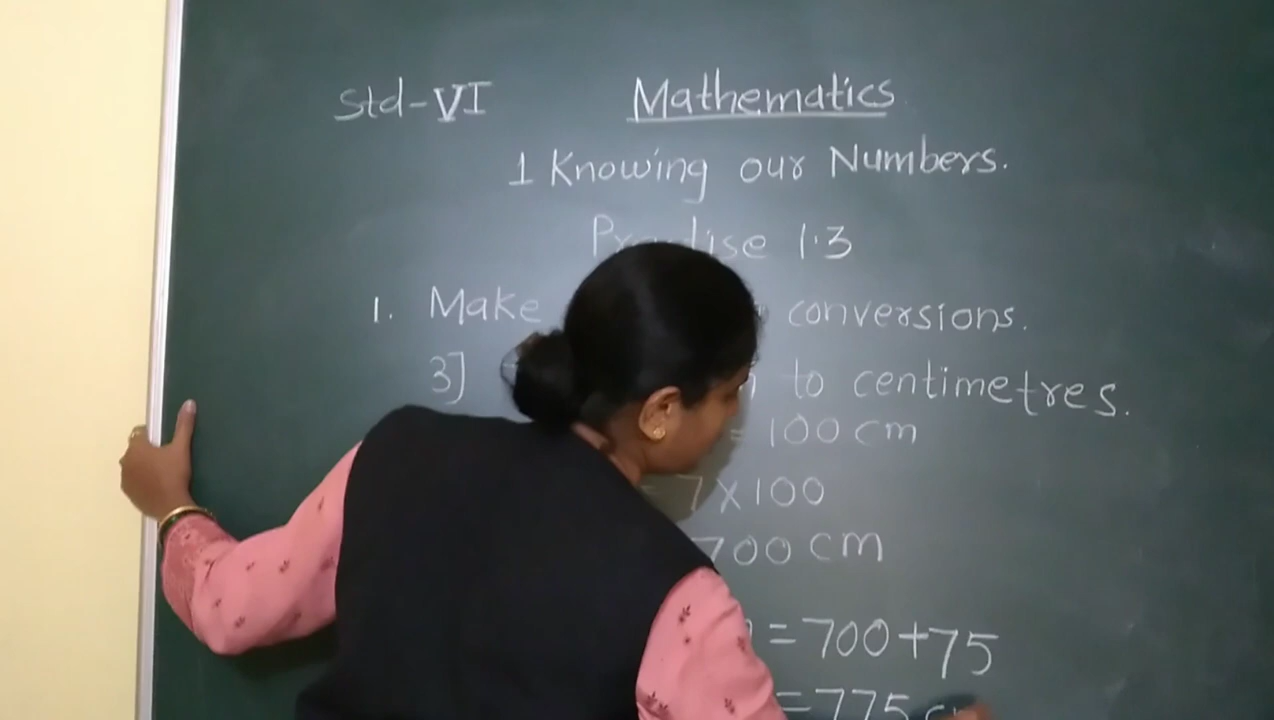 Std-VI Mathematics
1 Knowing our Numbers.
Practise 1.3
1. Make conversions.
3] to centimetres.
= 100 cm
7 X 100
700 cm
= 700 + 75
= 775